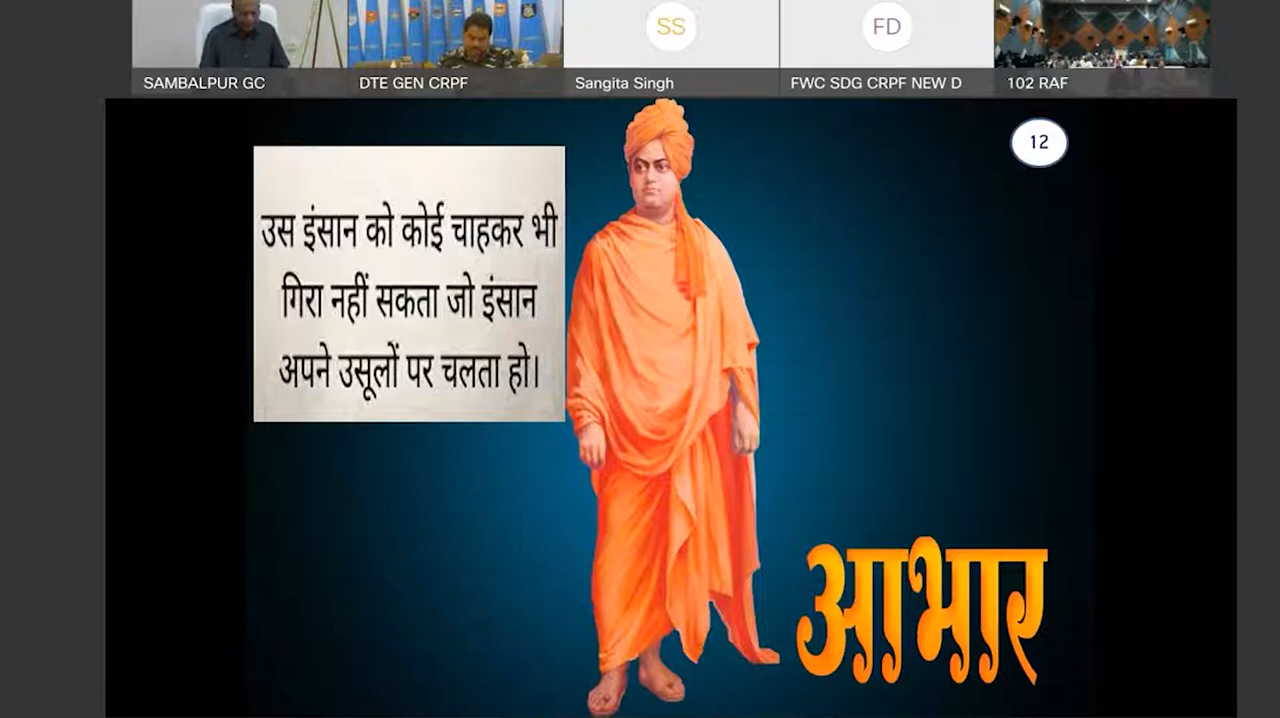 SAMBALPUR GC
DTE GEN CRPF
SS
Sangita Singh
FD
FWC SDG CRPF NEW D
102 RAF
12
उस इंसान को कोई चाहकर भी
गिरा नहीं सकता जो इंसान
अपने उसूलों पर चलता हो।
आभार